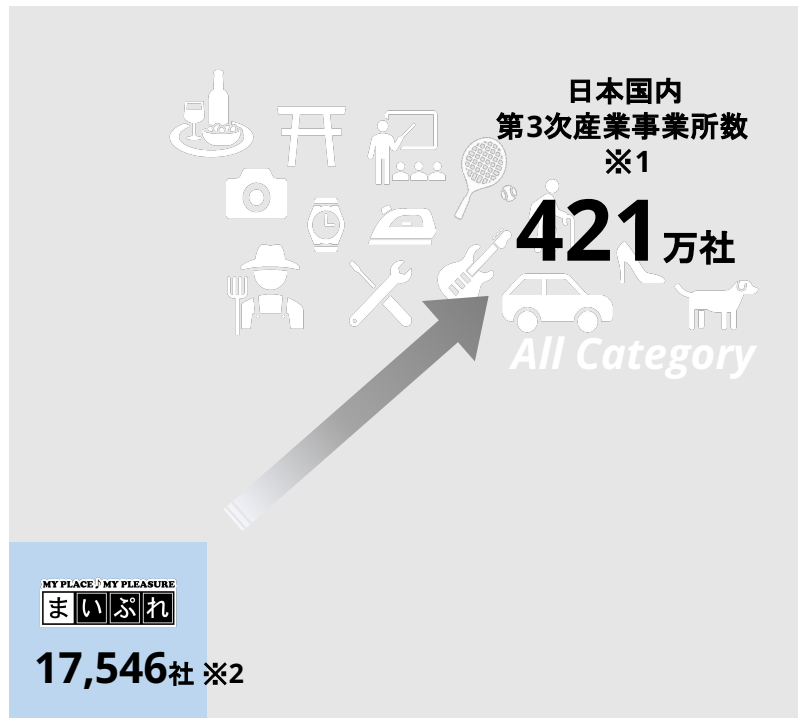 日本国内
第3次産業事業所数
※1
421万社
All Category
MY PLACE♪MY PLEASURE
まいぷれ
17,546社 ※2